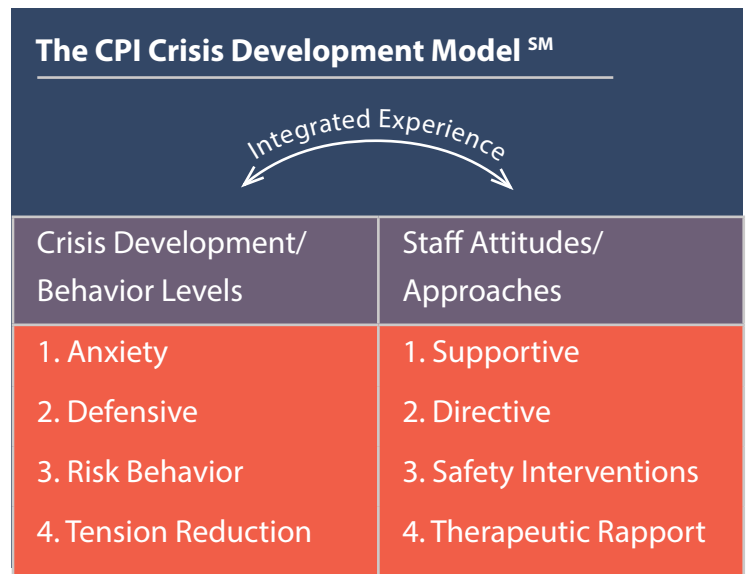 The CPI Crisis Development Model ℠
Integrated Experience
Crisis Development/
Behavior Levels
Staff Attitudes/
Approaches
1. Anxiety
1. Supportive
2. Defensive
2. Directive
3. Risk Behavior
3. Safety Interventions
4. Tension Reduction
4. Therapeutic Rapport